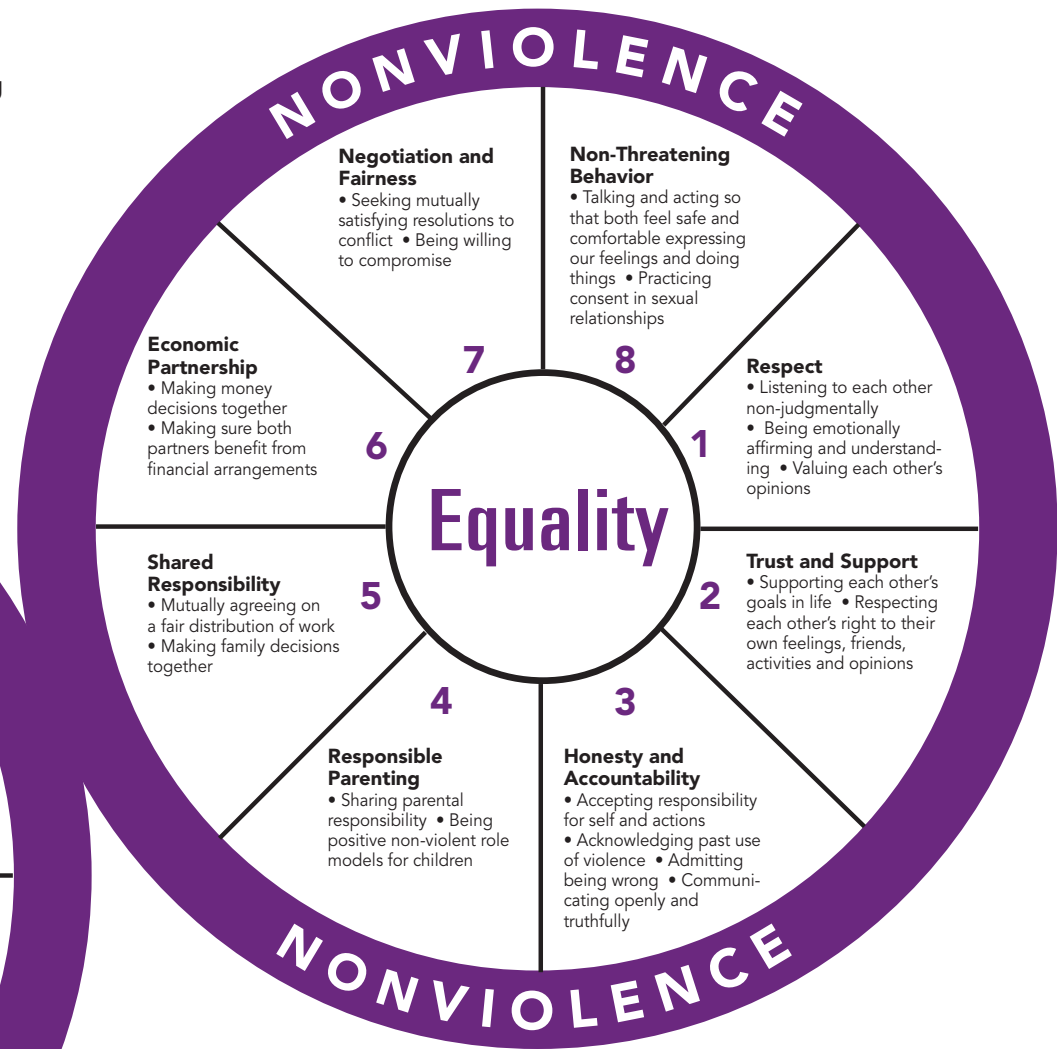 NONVIOLENCE
Negotiation and
Fairness
• Seeking mutually
satisfying resolutions to
conflict • Being willing
to compromise
7
Non-Threatening
Behavior
• Talking and acting so
that both feel safe and
comfortable expressing
our feelings and doing
things • Practicing
consent in sexual
relationships
8
Economic
Partnership
• Making money
decisions together
• Making sure both
partners benefit from
financial arrangements
6
Respect
• Listening to each other
non-judgmentally
• Being emotionally
affirming and understand-
ing • Valuing each other's
opinions
1
Equality
Shared
Responsibility
• Mutually agreeing on
a fair distribution of work
• Making family decisions
together
5
Trust and Support
• Supporting each other's
goals in life • Respecting
each other's right to their
own feelings, friends,
activities and opinions
2
4
Responsible
Parenting
• Sharing parental
responsibility • Being
positive non-violent role
models for children
3
Honesty and
Accountability
• Accepting responsibility
for self and actions
• Acknowledging past use
of violence • Admitting
being wrong • Communi-
cating openly and
truthfully
NONVIOLENCE